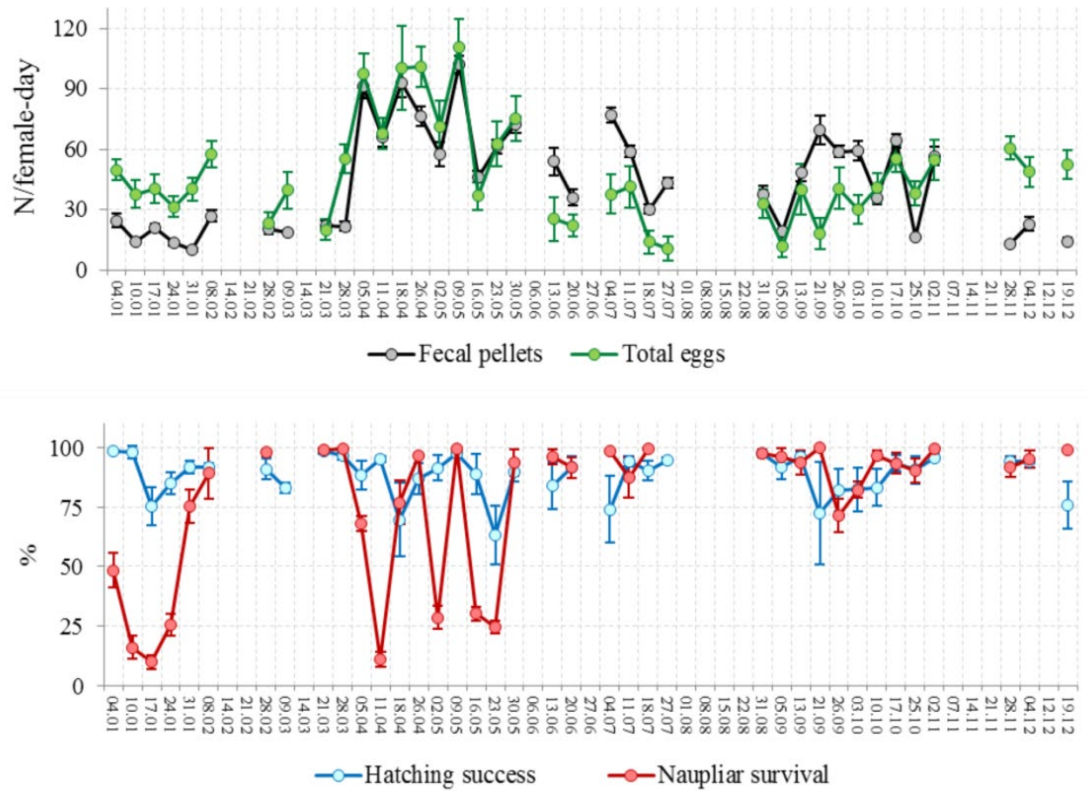 N/female-day
120
90
60
30
0
04.01 10.01 17.01 24.01 31.01 08.02 14.02 21.02 28.02 09.03 21.03 28.03 05.04 11.04 18.04 26.04 02.05 09.05 16.05 23.05 30.05 06.06 13.06 20.06 27.06 04.07 11.07 18.07 27.07 01.08 08.08 15.08 22.08 31.08 05.09 13.09 21.09 26.09 03.10 10.10 17.10 25.10 02.11 07.11 14.11 21.11 28.11 04.12 12.12 19.12
Fecal pellets Total eggs
%
100
75
50
25
0
04.01 10.01 17.01 24.01 31.01 08.02 14.02 21.02 28.02 09.03 21.03 28.03 05.04 11.04 18.04 26.04 02.05 09.05 16.05 23.05 30.05 06.06 13.06 20.06 27.06 04.07 11.07 18.07 27.07 01.08 08.08 15.08 22.08 31.08 05.09 13.09 21.09 26.09 03.10 10.10 17.10 25.10 02.11 07.11 14.11 21.11 28.11 04.12 12.12 19.12
Hatching success Naupliar survival